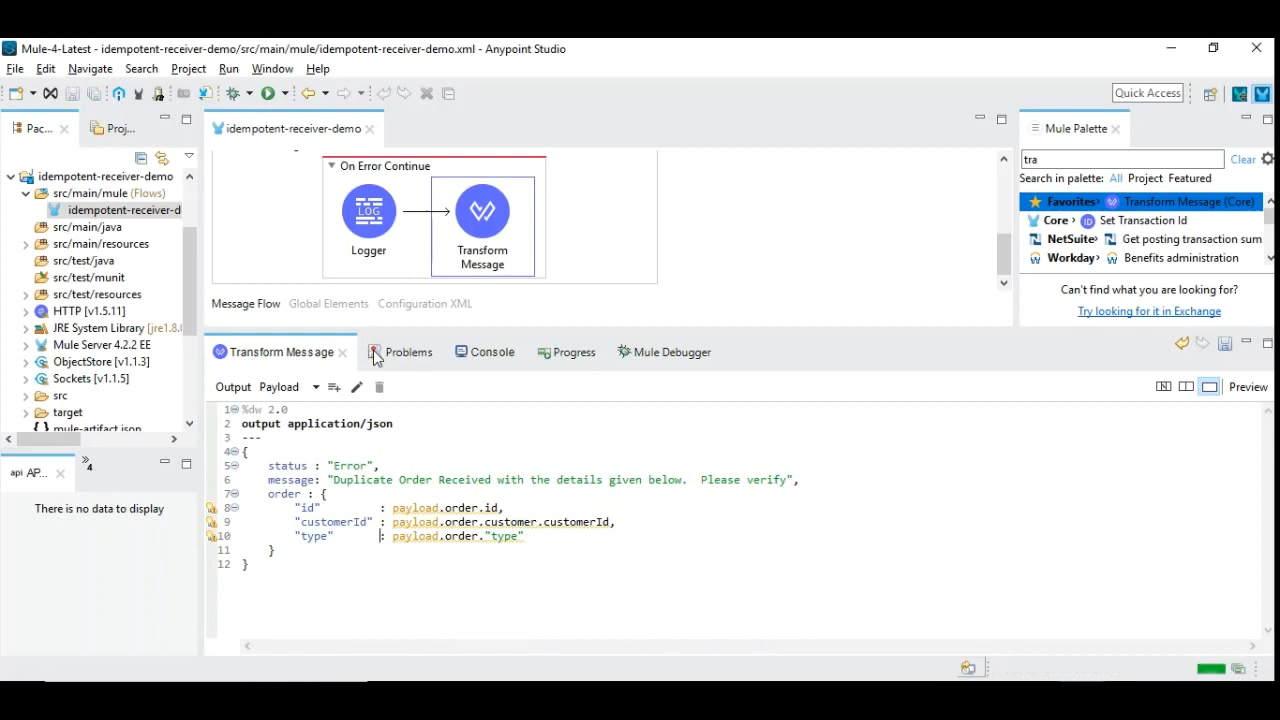 Mule-4-Latest - idempotent-receiver-demo/src/main/mule/idempotent-receiver-demo.xml - Anypoint Studio
File Edit Navigate Search Project Run Window Help
Quick Access
Pac... Proj...
idempotent-receiver-demo
src/main/mule (Flows)
idempotent-receiver-d
src/main/java
src/main/resources
src/test/java
src/test/munit
src/test/resources
HTTP [v1.5.11]
JRE System Library [jre1.8.
Mule Server 4.2.2 EE
ObjectStore [v1.1.3]
Sockets [v1.1.5]
src
target
mule-artifact.json
api AP... 4
There is no data to display
idempotent-receiver-demo
On Error Continue
LOG
Logger
Transform
Message
Message Flow Global Elements Configuration XML
Mule Palette
tra
Clear
Search in palette: All Project Featured
Favorites> Transform Message (Core)
Core > ID Set Transaction Id
NetSuite> Get posting transaction sum
Workday> Benefits administration
Can't find what you are looking for?
Try looking for it in Exchange
Transform Message Problems Console Progress Mule Debugger
Output Payload Preview
1 %dw 2.0
2 output application/json
3 ---
4 {
5 status : "Error",
6 message: "Duplicate Order Received with the details given below.  Please verify",
7 order : {
8 "id" : payload.order.id,
9 "customerId" : payload.order.customer.customerId,
10 "type" : payload.order."type"
11 }
12 }